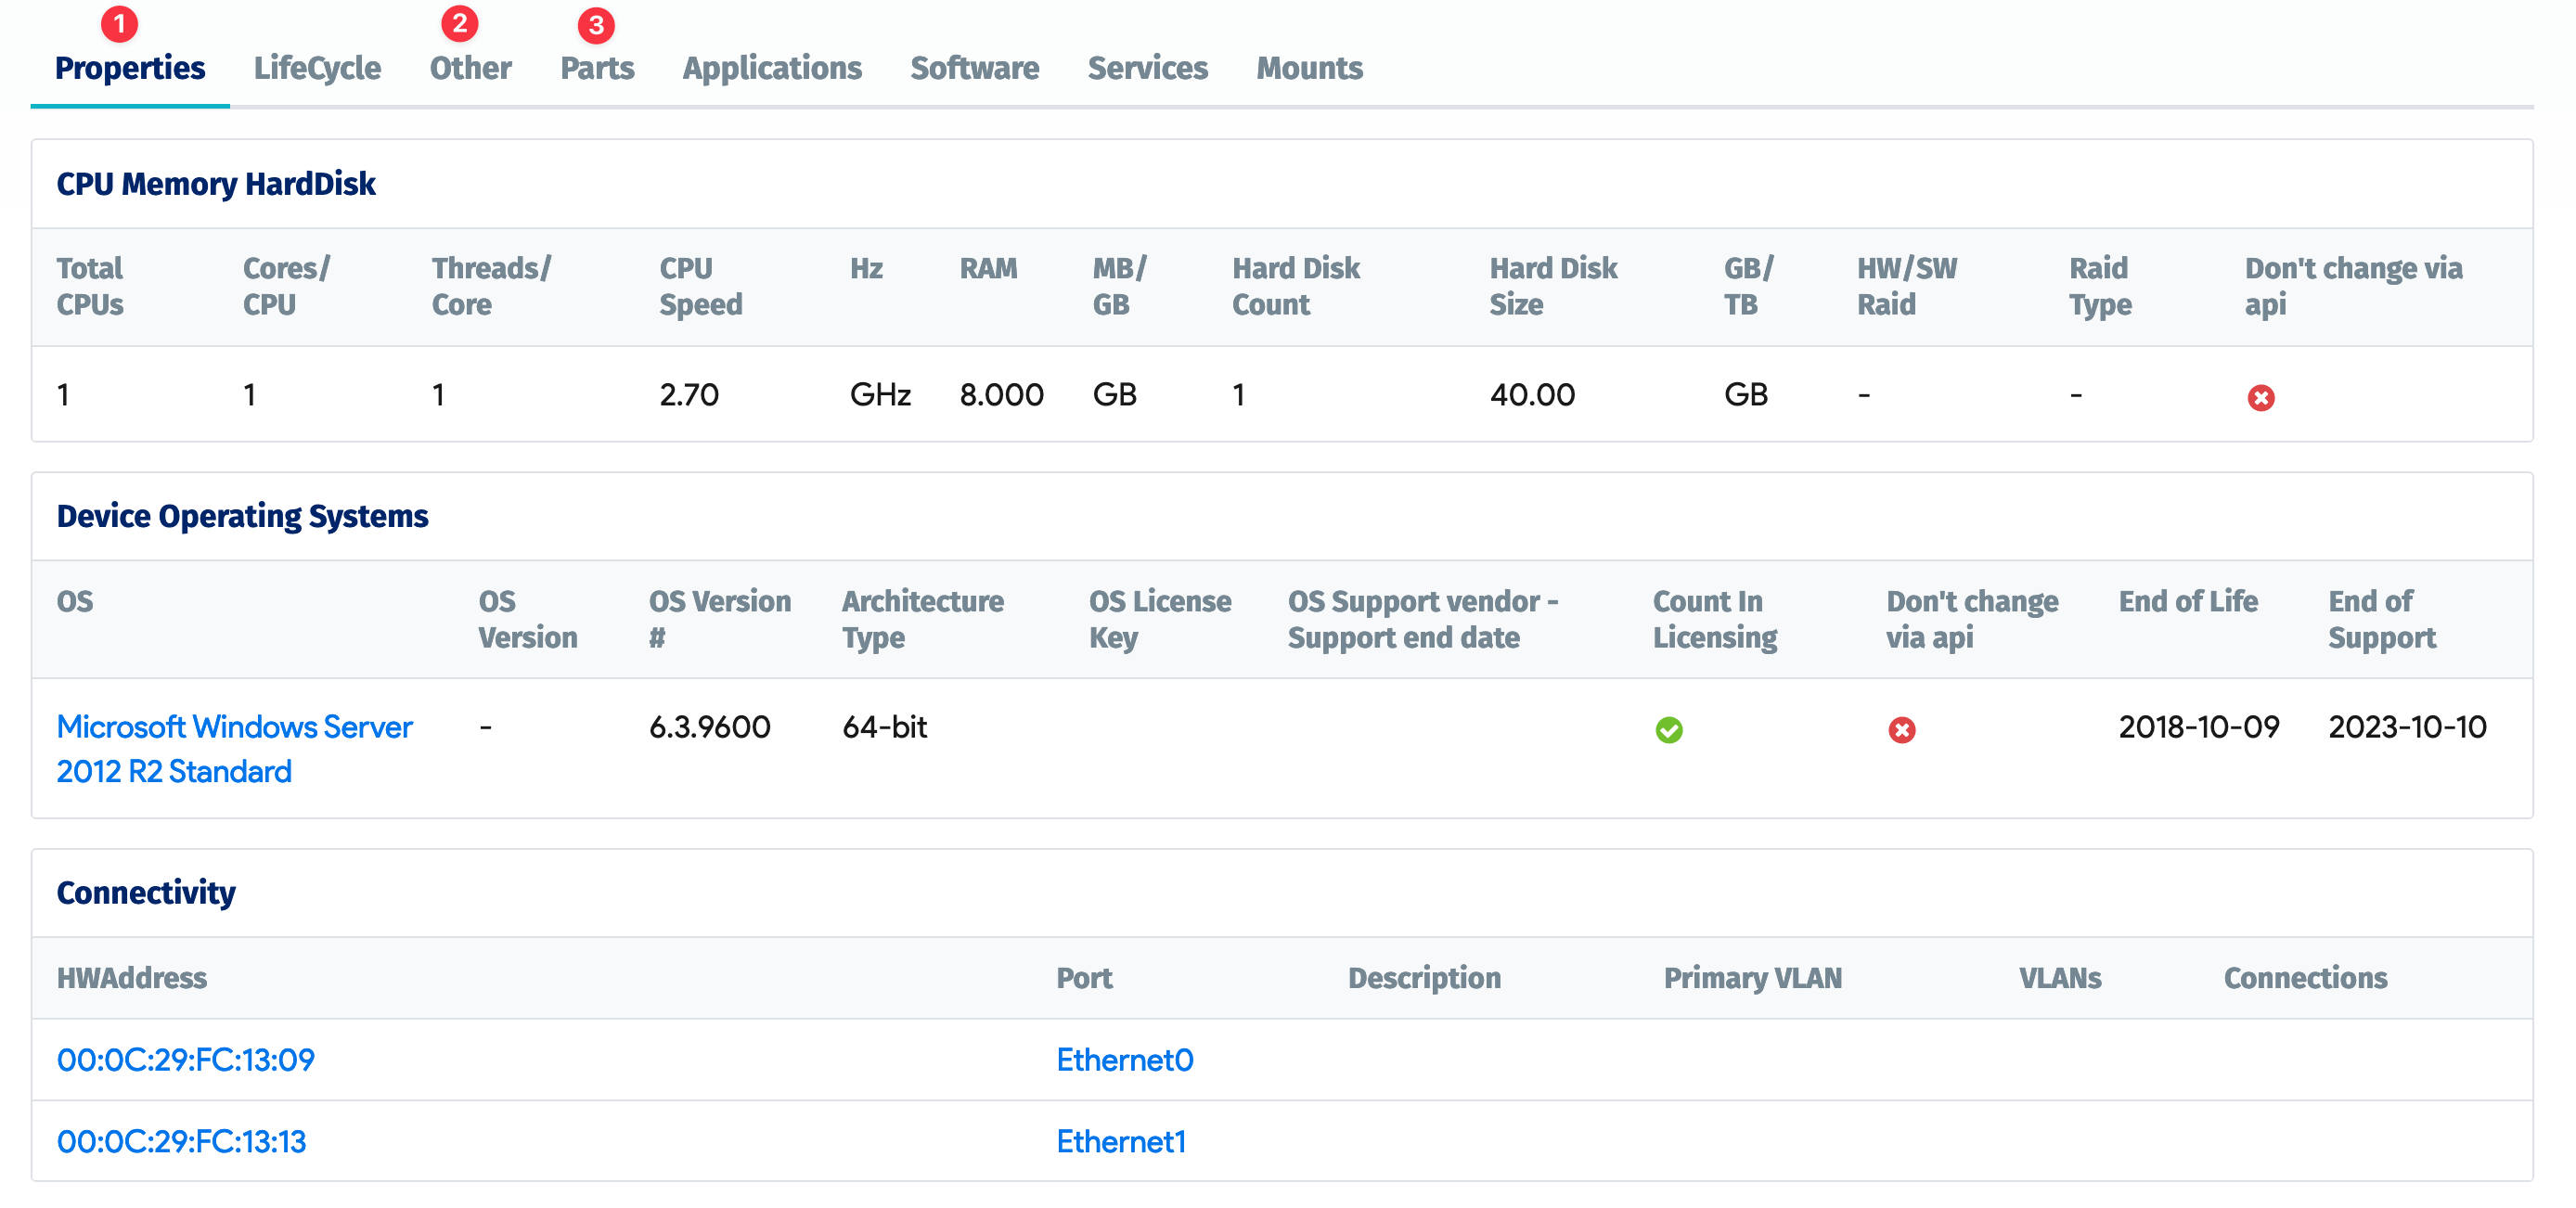 1 2 3
Properties LifeCycle Other Parts Applications Software Services Mounts
CPU Memory HardDisk
Total CPUs Cores/ CPU Threads/ Core CPU Speed Hz RAM MB/ GB Hard Disk Count Hard Disk Size GB/ TB HW/SW Raid Raid Type Don't change via api
1 1 1 2.70 GHz 8.000 GB 1 40.00 GB - -
Device Operating Systems
OS OS Version OS Version # Architecture Type OS License Key OS Support vendor - Support end date Count In Licensing Don't change via api End of Life End of Support
Microsoft Windows Server 2012 R2 Standard - 6.3.9600 64-bit 2018-10-09 2023-10-10
Connectivity
HWAddress Port Description Primary VLAN VLANs Connections
00:0C:29:FC:13:09 Ethernet0
00:0C:29:FC:13:13 Ethernet1